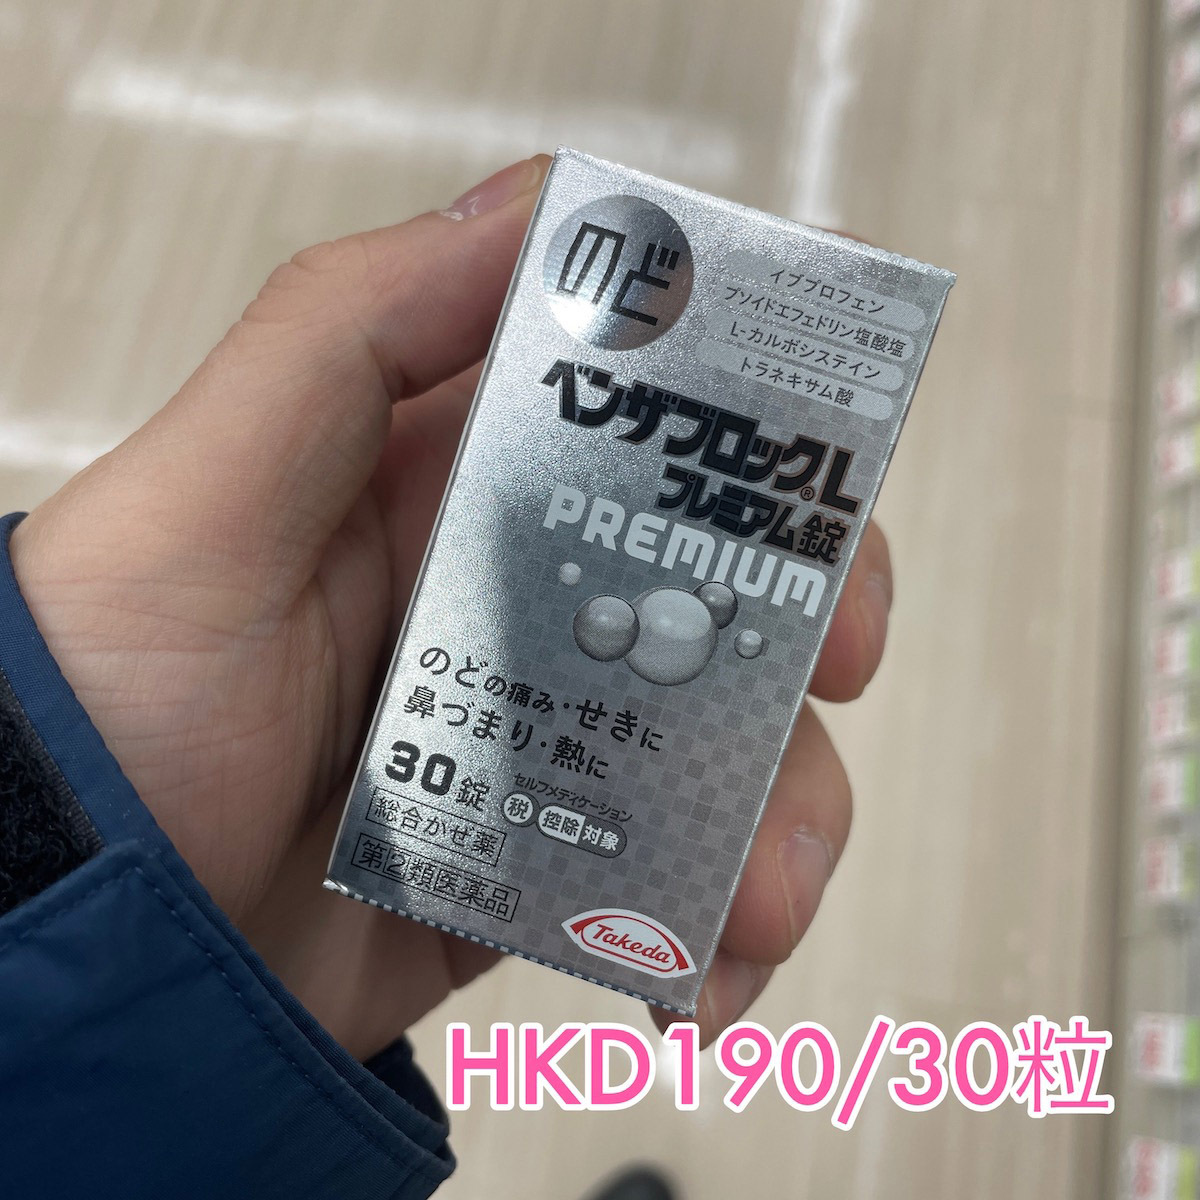 のど
イブプロフェン
プソイドエフェドリン塩酸塩
L-カルボシステイン
トラネキサム酸
ベンザブロック®L
プレミアム錠
PREMIUM
のどの痛み・せきに
鼻づまり・熱に
30錠
セルフメディケーション
税 控除 対象
総合かぜ薬
第②類医薬品
Takeda
HKD190/30粒